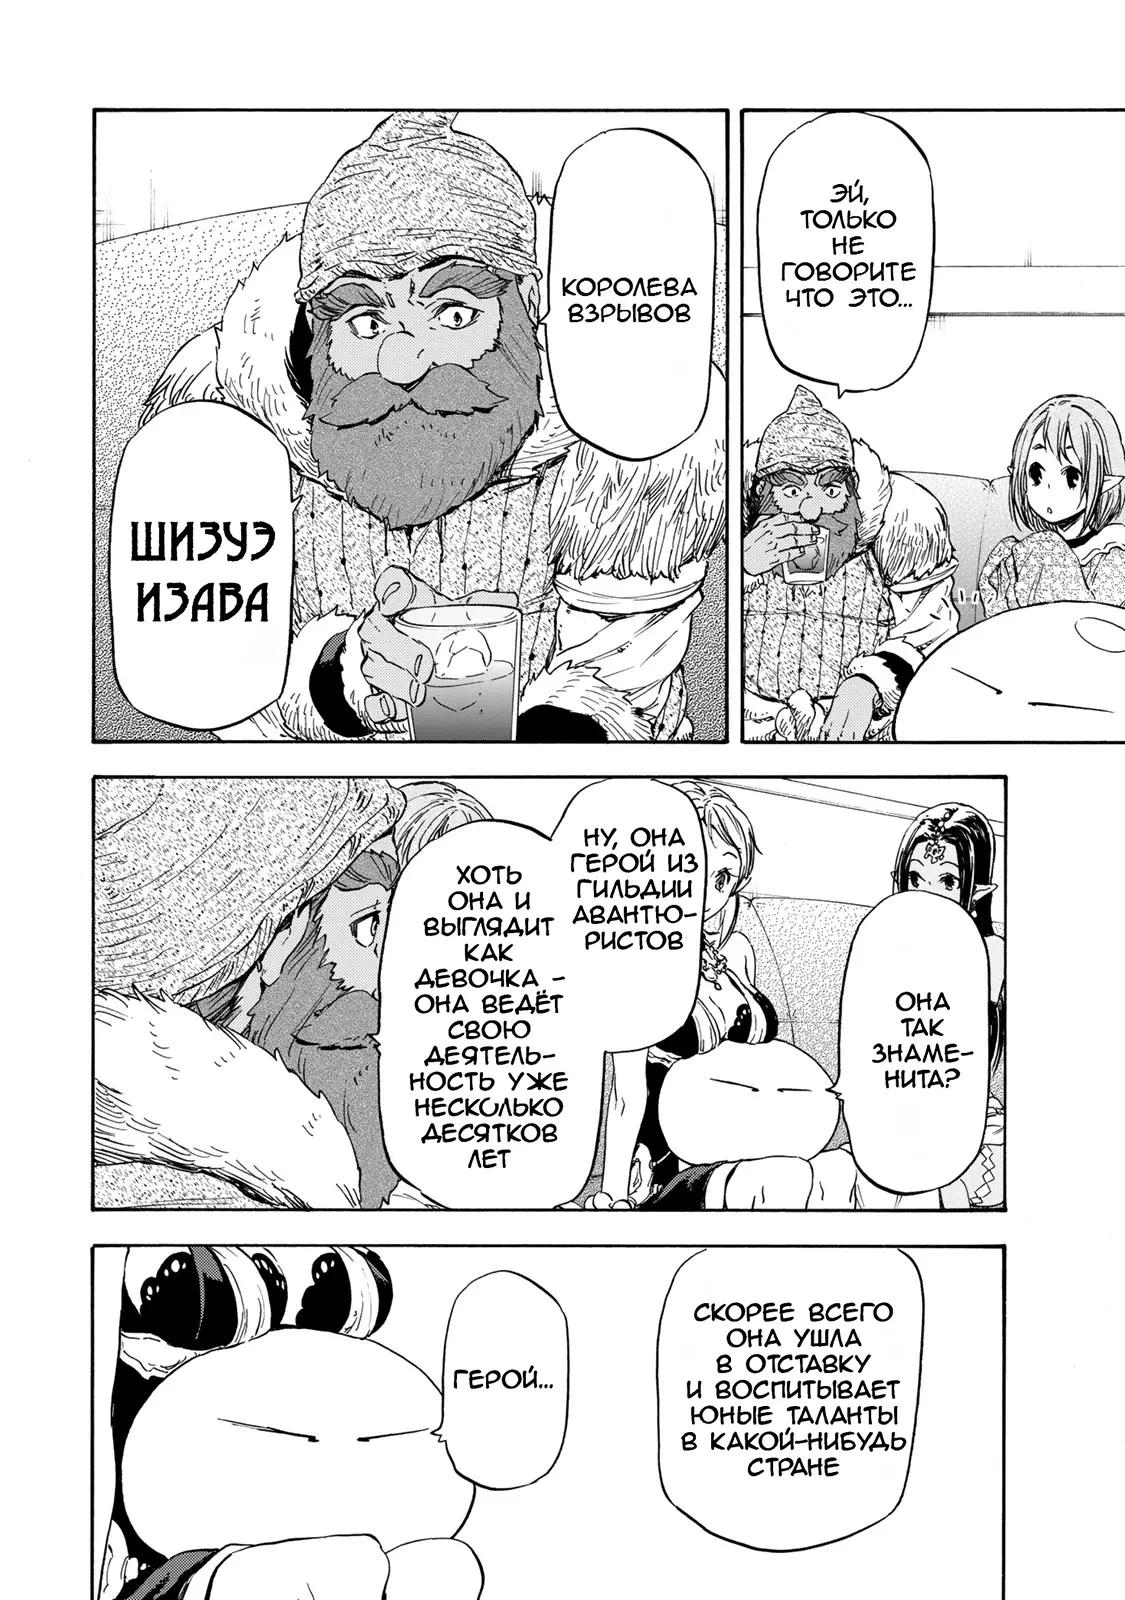 ЭЙ,
ТОЛЬКО
НЕ
ГОВОРИТЕ
ЧТО ЭТО...
КОРОЛЕВА
ВЗРЫВОВ
ШИЗУЭ
ИЗАВА
ОНА
ТАК
ЗНАМЕ-
НИТА?
НУ, ОНА
ГЕРОЙ ИЗ
ГИЛЬДИИ
АВАНТЮ-
РИСТОВ
ХОТЬ
ОНА И
ВЫГЛЯДИТ
КАК
ДЕВОЧКА -
ОНА ВЕДЁТ
СВОЮ
ДЕЯТЕЛЬ-
НОСТЬ УЖЕ
НЕСКОЛЬКО
ДЕСЯТКОВ
ЛЕТ
СКОРЕЕ ВСЕГО
ОНА УШЛА
В ОТСТАВКУ
И ВОСПИТЫВАЕТ
ЮНЫЕ ТАЛАНТЫ
В КАКОЙ-НИБУДЬ
СТРАНЕ
ГЕРОЙ...